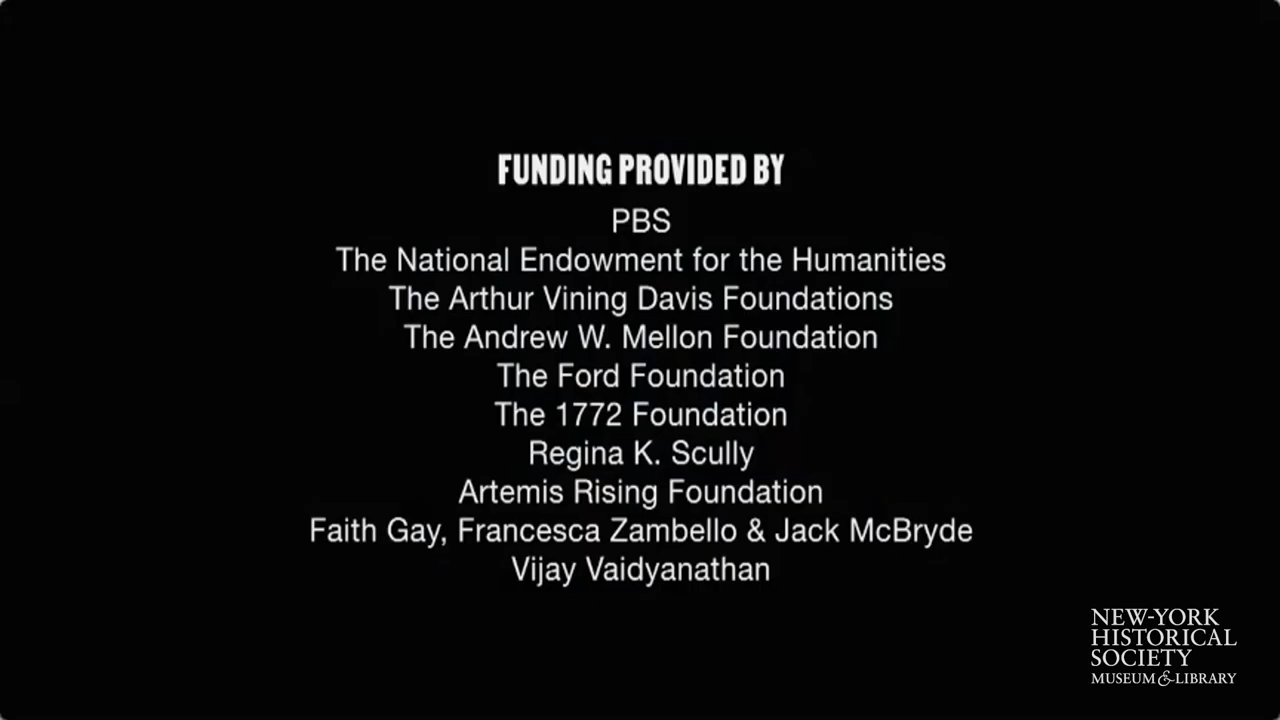 FUNDING PROVIDED BY
PBS
The National Endowment for the Humanities
The Arthur Vining Davis Foundations
The Andrew W. Mellon Foundation
The Ford Foundation
The 1772 Foundation
Regina K. Scully
Artemis Rising Foundation
Faith Gay, Francesca Zambello & Jack McBryde
Vijay Vaidyanathan
NEW-YORK
HISTORICAL
SOCIETY
MUSEUM & LIBRARY